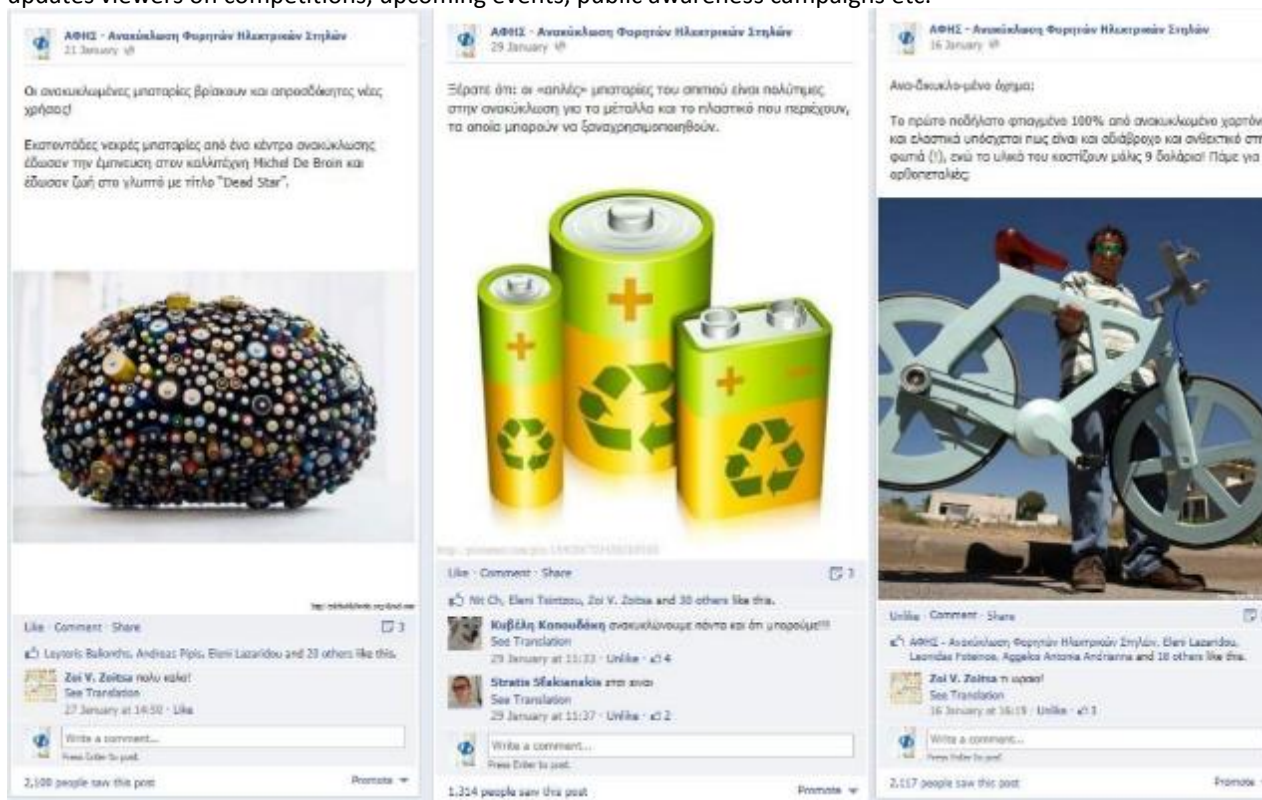 updates viewers on competitions, upcoming events, public awareness campaigns etc.
ΑΦΗΣ - Ανακύκλωση Φορητών Ηλεκτρικών Στηλών
21 January
Οι ανακυκλωμένες μπαταρίες βρίσκουν και απροσδόκητες νέες
χρήσεις!
Εκατοντάδες νεκρές μπαταρίες από ένα κέντρο ανακύκλωσης
έδωσαν την έμπνευση στον καλλιτέχνη Michel De Broin και
έδωσαν ζωή στο γλυπτό με τίτλο "Dead Star".
Like · Comment · Share
3
Andreas Pipis, Eleni Lazaridou and 20 others like this.
Zoi V. Zoitsa πολυ καλο!
See Translation
27 January at 14:50 · Like
Write a comment...
Press Enter to post.
2,100 people saw this post
Promote
ΑΦΗΣ - Ανακύκλωση Φορητών Ηλεκτρικών Στηλών
29 January
Ξέρατε ότι: οι «απλές» μπαταρίες του σπιτιού είναι πολύτιμες
στην ανακύκλωση για τα μέταλλα και το πλαστικό που περιέχουν,
τα οποία μπορούν να ξαναχρησιμοποιηθούν.
Like · Comment · Share
3
Nit Ch, Eleni Tsintzou, Zoi V. Zoitsa and 30 others like this.
Κυβέλη Κανουδάκη ανακυκλώνουμε πάντα και ότι μπορούμε!!!
See Translation
29 January at 11:33 · Unlike · 4
Stratis Sfakianakis ετσι ειναι
See Translation
29 January at 11:37 · Unlike · 2
Write a comment...
Press Enter to post.
1,314 people saw this post
Promote
ΑΦΗΣ - Ανακύκλωση Φορητών Ηλεκτρικών Στηλών
16 January
Ανα-δικυκλο-μένο όχημα;
Το πρώτο ποδήλατο φτιαγμένο 100% από ανακυκλωμένο χαρτόνι
και ελαστικά υπόσχεται πως είναι και αδιάβροχο και ανθεκτικό στη
φωτιά (!), ενώ τα υλικά του κοστίζουν μόλις 9 δολάρια! Πάμε για
ορθοπεταλιές;
Unlike · Comment · Share
ΑΦΗΣ - Ανακύκλωση Φορητών Ηλεκτρικών Στηλών, Eleni Lazaridou,
Leonidas Aggelos Antonia Andrianna and 18 others like this.
Zoi V. Zoitsa τι ωραιο!
See Translation
16 January at 16:19 · Unlike · 1
Write a comment...
Press Enter to post.
2,117 people saw this post
Promote